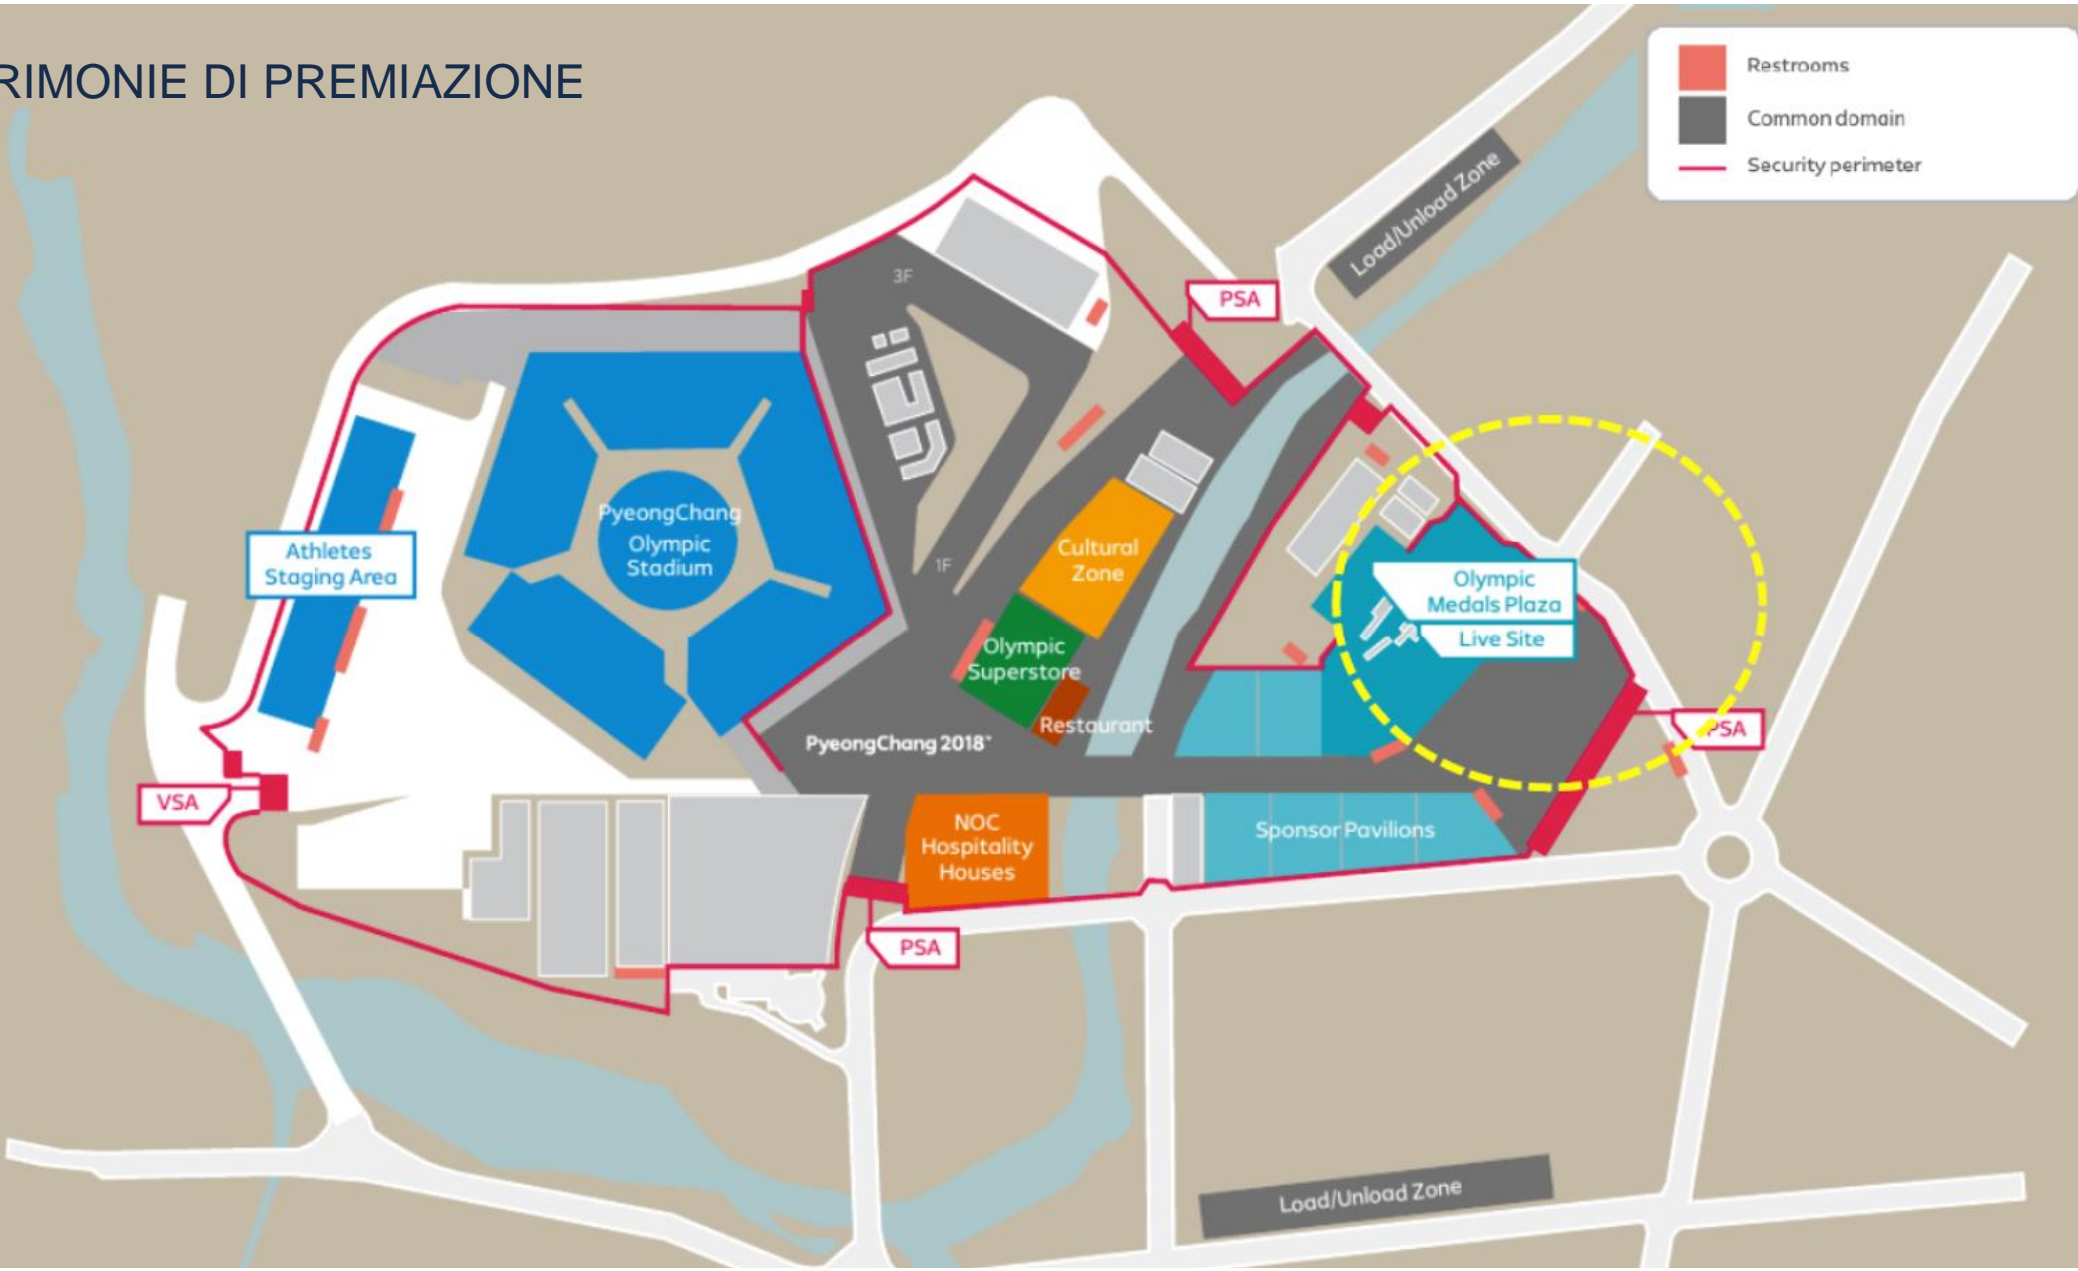 RIMONIE DI PREMIAZIONE
Restrooms
Common domain
Security perimeter
Load/Unload Zone
3F
PSA
PyeongChang
Olympic
Stadium
Athletes
Staging Area
Cultural
Zone
1F
Olympic
Medals Plaza
Live Site
Olympic
Superstore
Restaurant
PyeongChang 2018™
PSA
VSA
NOC
Hospitality
Houses
Sponsor Pavilions
PSA
Load/Unload Zone